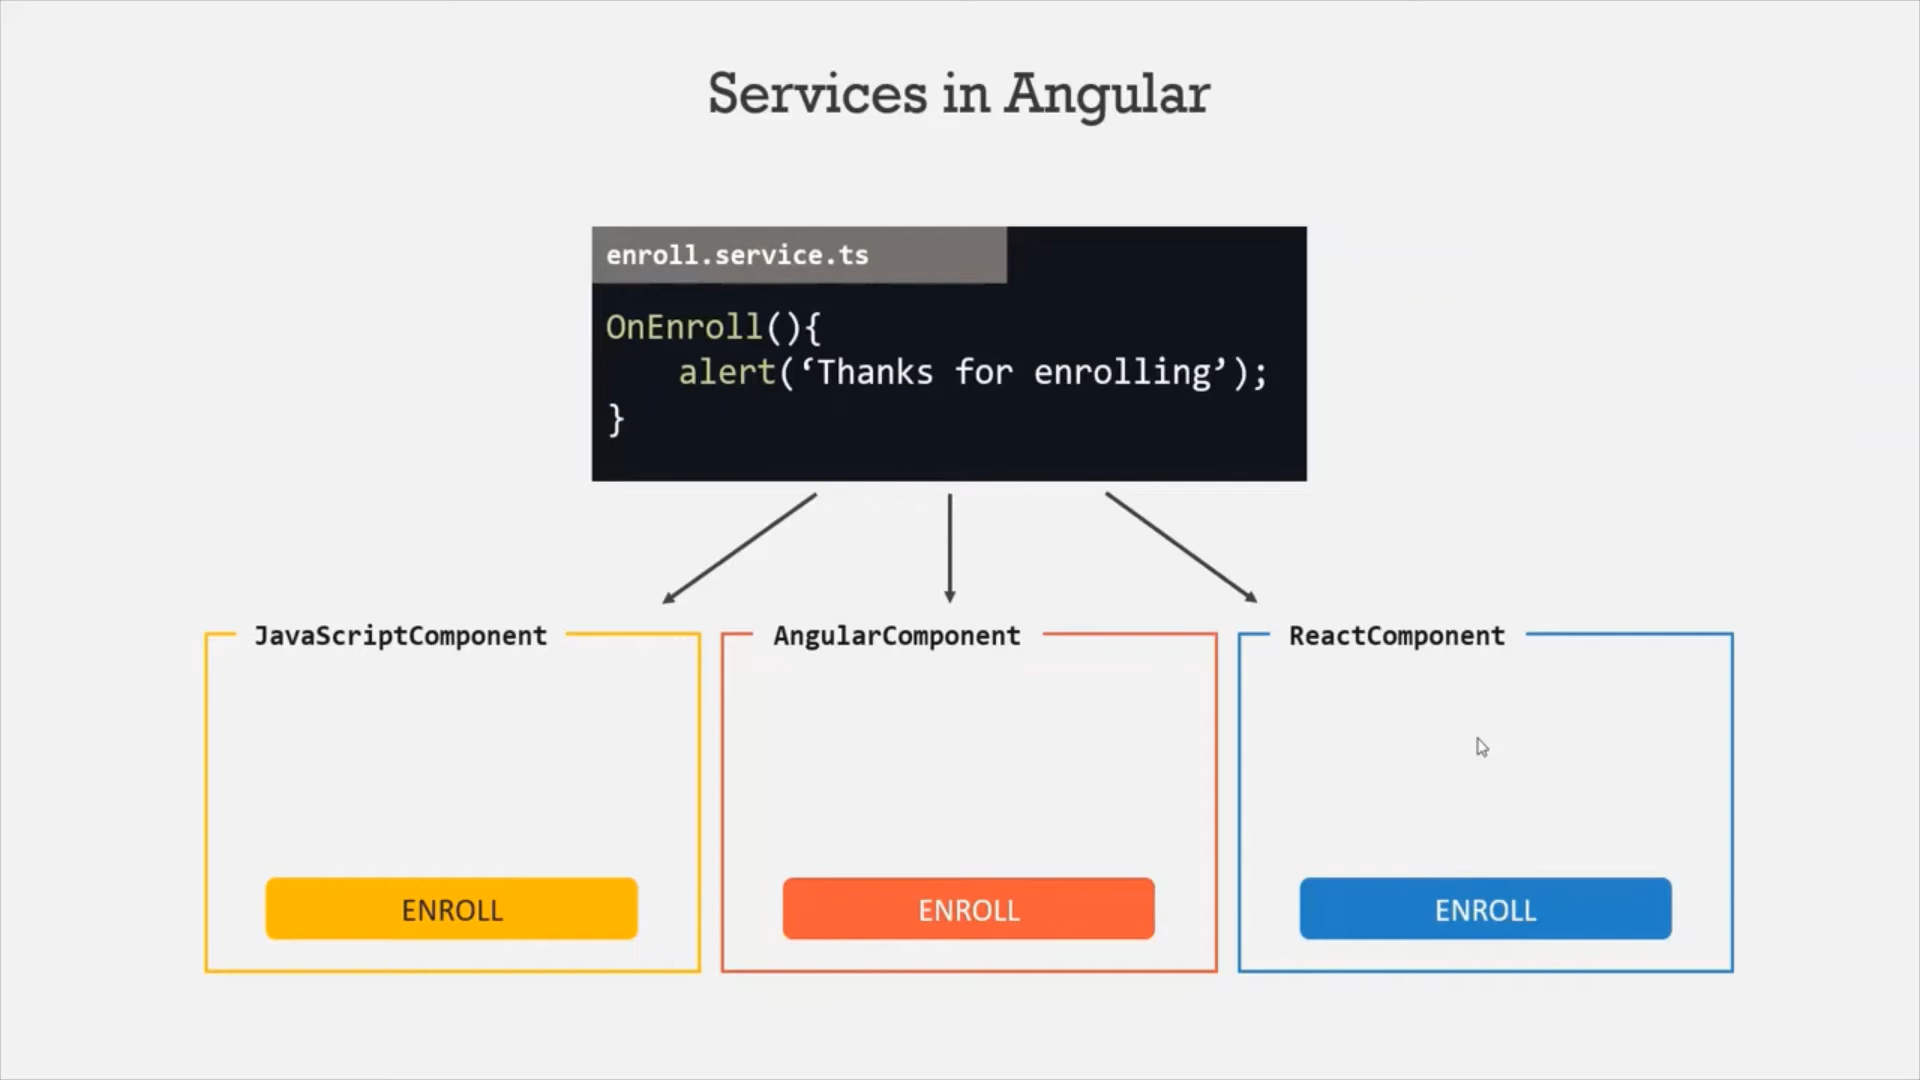 Services in Angular
enroll.service.ts
OnEnroll(){
alert(‘Thanks for enrolling’);
}
JavaScriptComponent
AngularComponent
ReactComponent
ENROLL
ENROLL
ENROLL